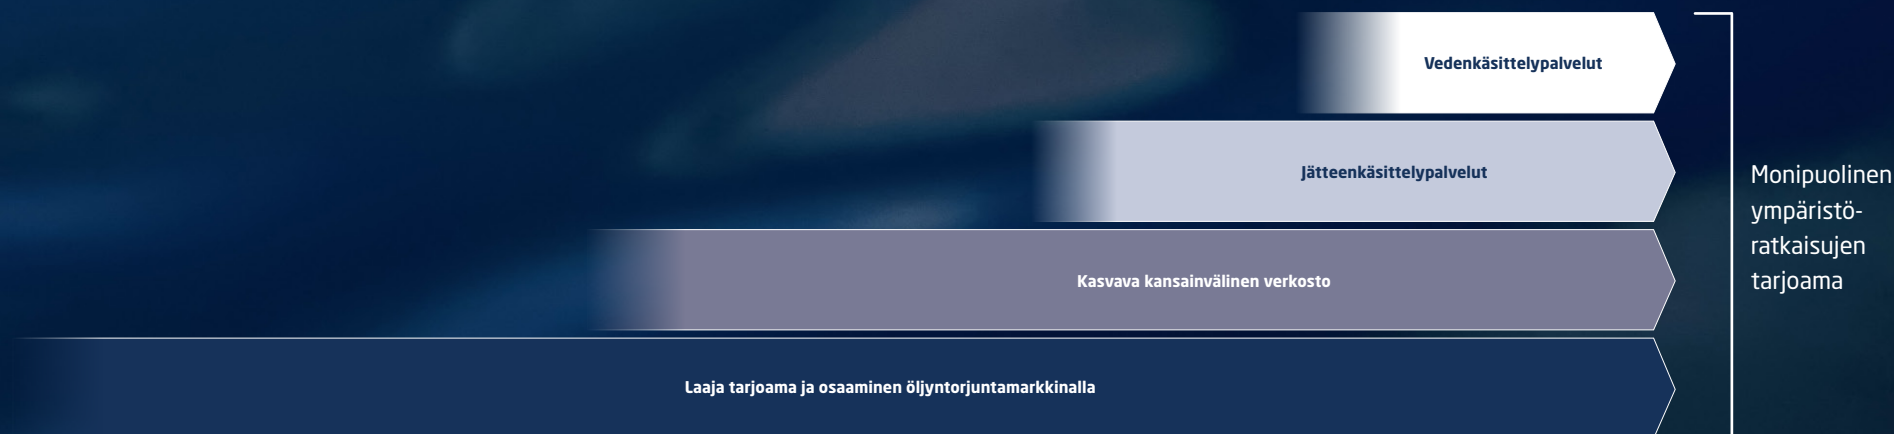 Vedenkäsittelypalvelut
Jätteenkäsittelypalvelut
Kasvava kansainvälinen verkosto
Laaja tarjoama ja osaaminen öljyntorjuntamarkkinalla
Monipuolinen
ympäristö-
ratkaisujen
tarjoama